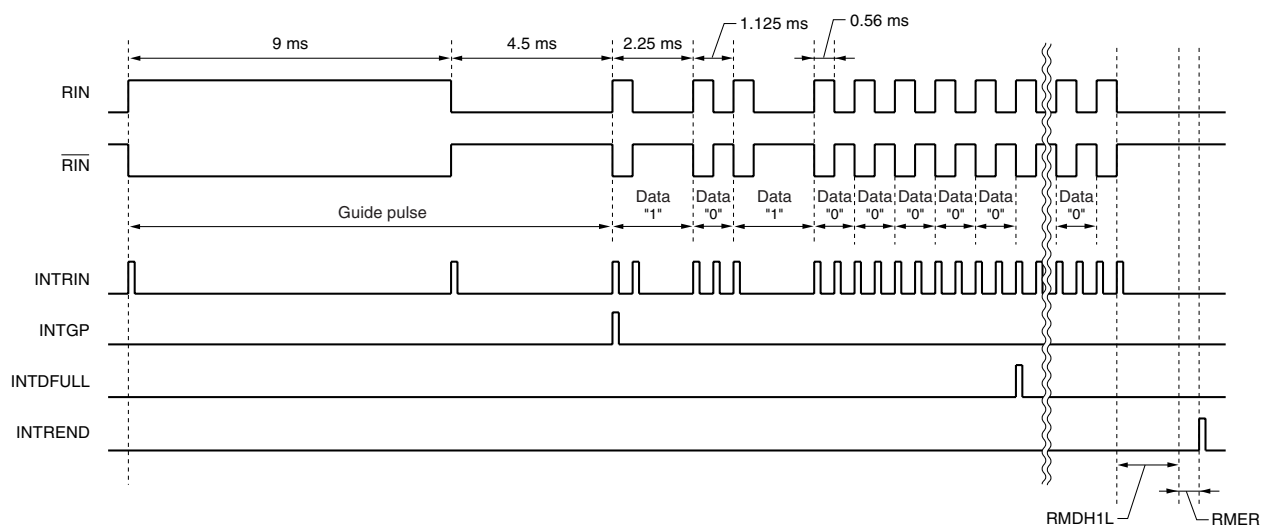 1.125 ms
0.56 ms
9 ms
4.5 ms
2.25 ms
RIN
RIN
Guide pulse
Data "1"
Data "0"
Data "1"
Data "0"
Data "0"
Data "0"
Data "0"
Data "0"
Data "0"
INTRIN
INTGP
INTDFULL
INTREND
RMDH1L
RMER